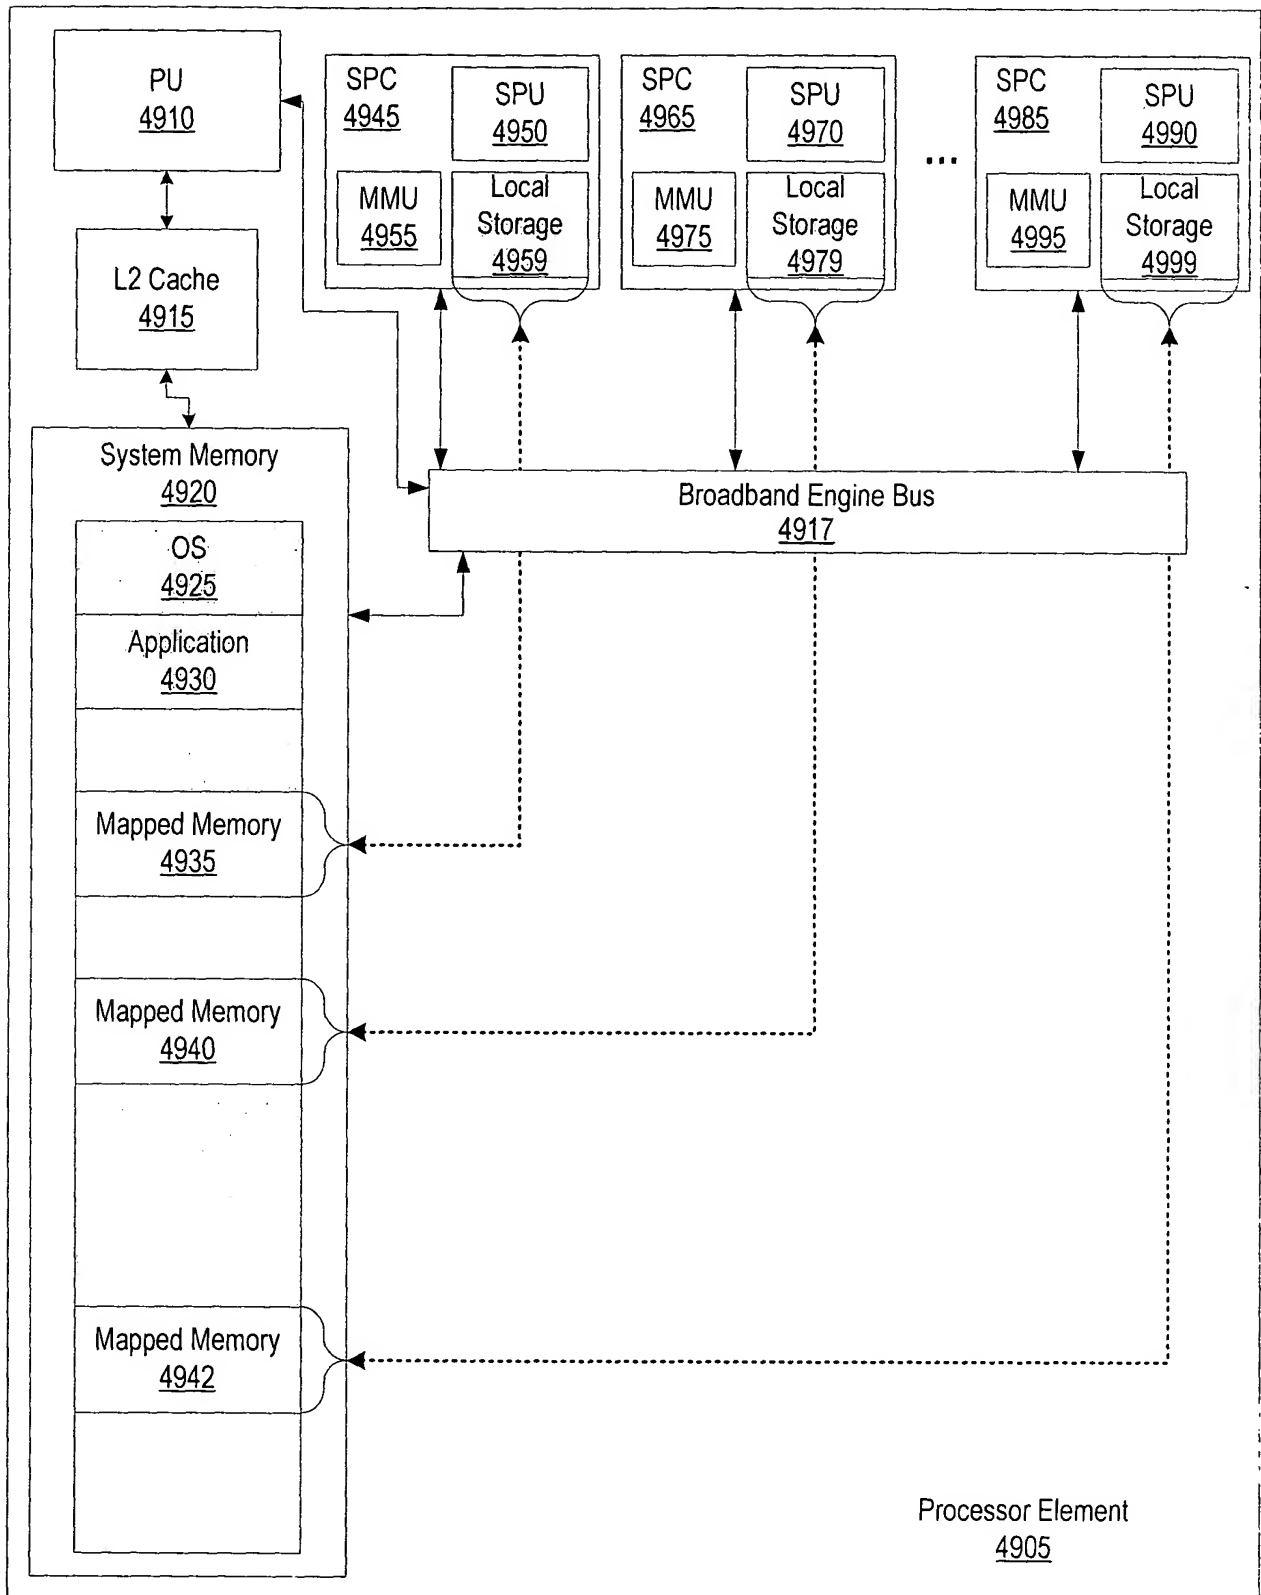 PU
4910
L2 Cache
4915
SPC
4945
SPU
4950
MMU
4955
Local
Storage
4959
SPC
4965
SPU
4970
MMU
4975
Local
Storage
4979
...
SPC
4985
SPU
4990
MMU
4995
Local
Storage
4999
Broadband Engine Bus
4917
System Memory
4920
OS
4925
Application
4930
Mapped Memory
4935
Mapped Memory
4940
Mapped Memory
4942
Processor Element
4905